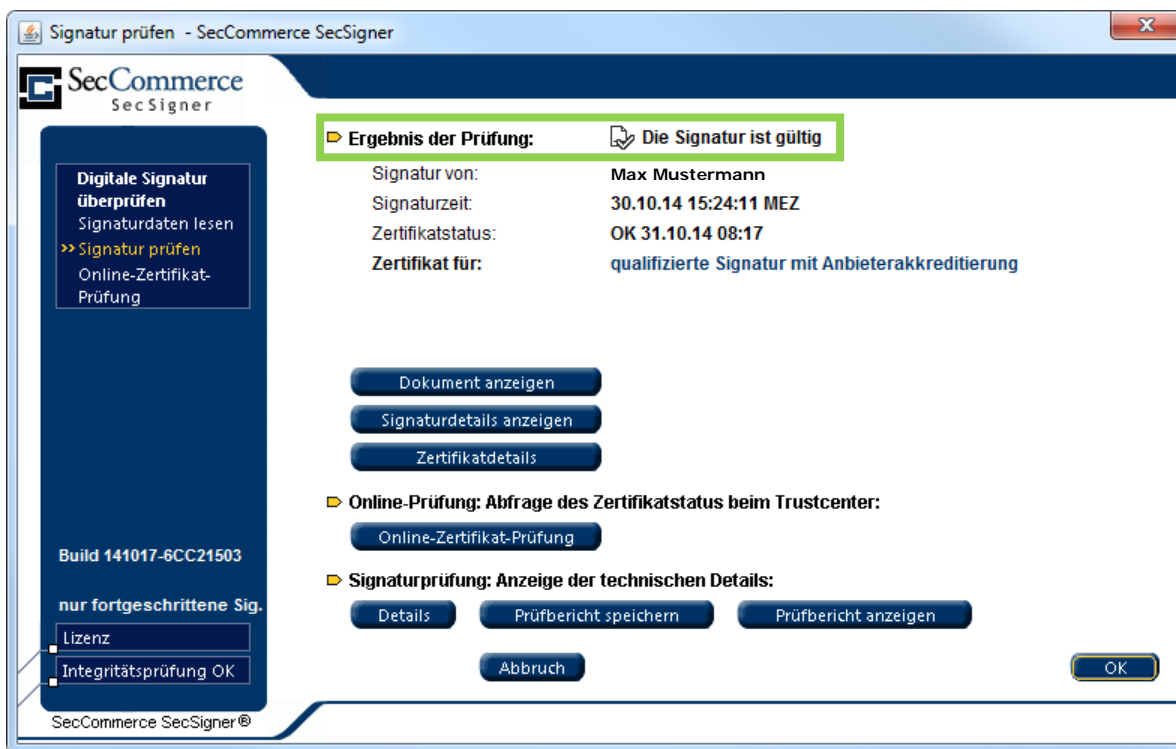 Signatur prüfen - SecCommerce SecSigner
SecCommerce
SecSigner
Digitale Signatur
überprüfen
Signaturdaten lesen
>> Signatur prüfen
Online-Zertifikat-
Prüfung
Build 141017-6CC21503
nur fortgeschrittene Sig.
Lizenz
Integritätsprüfung OK
SecCommerce SecSigner®
Ergebnis der Prüfung: Die Signatur ist gültig
Signatur von: Max Mustermann
Signaturzeit: 30.10.14 15:24:11 MEZ
Zertifikatstatus: OK 31.10.14 08:17
Zertifikat für: qualifizierte Signatur mit Anbieterakkreditierung
Dokument anzeigen
Signaturdetails anzeigen
Zertifikatdetails
Online-Prüfung: Abfrage des Zertifikatstatus beim Trustcenter:
Online-Zertifikat-Prüfung
Signaturprüfung: Anzeige der technischen Details:
Details Prüfbericht speichern Prüfbericht anzeigen
Abbruch OK